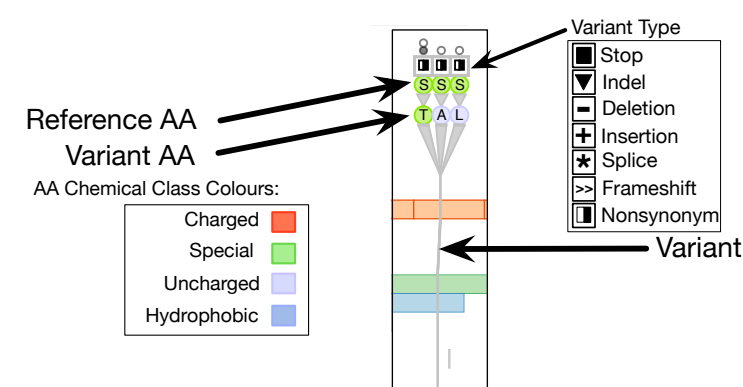 Variant Type
Stop
Indel
Deletion
Insertion
Splice
>> Frameshift
Nonsynonym
S S S
T A L
Reference AA
Variant AA
AA Chemical Class Colours:
Charged
Special
Uncharged
Hydrophobic
Variant